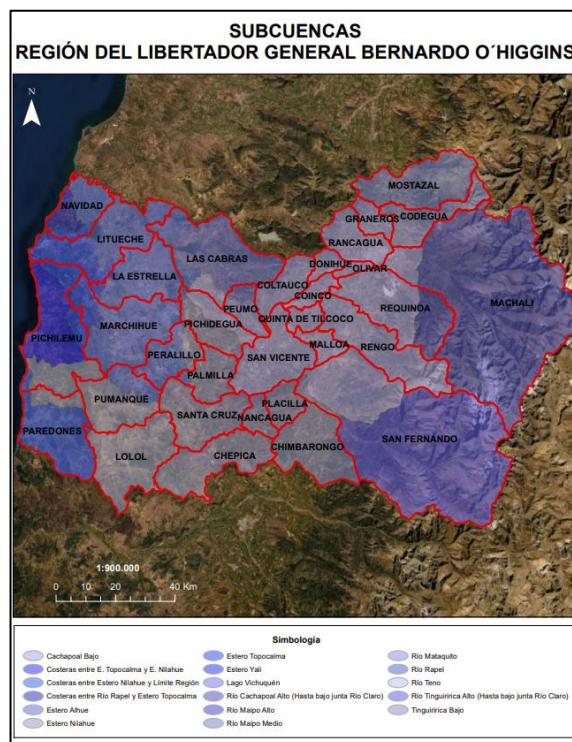 SUBCUENCAS
REGIÓN DEL LIBERTADOR GENERAL BERNARDO O´HIGGINS
N
MOSTAZAL
NAVIDAD
GRANEROS
CODEGUA
LITUECHE
RANCAGUA
LAS CABRAS
DONIHUE
OLIVAR
LA ESTRELLA
COLTAUCO
COINCO
MACHALI
PEUMO
REQUINOA
PICHIDEGUA
QUINTA DE TILCOCO
MARCHIHUE
PICHILEMU
MALLOA
RENGO
PERALILLO
SAN VICENTE
PALMILLA
PUMANQUE
PLACILLA
SANTA CRUZ
NANCAGUA
PAREDONES
SAN FERNANDO
CHIMBARONGO
LOLOL
CHEPICA
1:900.000
0 10 20 40 Km
Simbología
Cachapoal Bajo
Costeras entre E. Topocalma y E. Nilahue
Costeras entre Estero Nilahue y Límite Región
Costeras entre Río Rapel y Estero Topocalma
Estero Alhue
Estero Nilahue
Estero Topocalma
Estero Yali
Lago Vichuquén
Río Cachapoal Alto (Hasta bajo junta Río Claro)
Río Maipo Alto
Río Maipo Medio
Río Mataquito
Río Rapel
Río Teno
Río Tinguiririca Alto (Hasta bajo junta Río Claro)
Tinguiririca Bajo